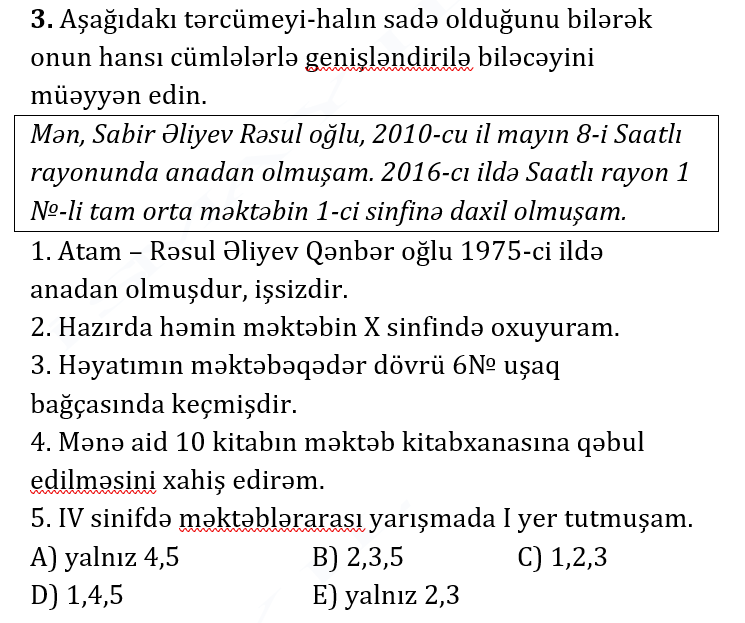 3. Aşağıdakı tərcümeyi-halın sadə olduğunu bilərək
onun hansı cümlələrlə genişləndirilə biləcəyini
müəyyən edin.
Mən, Sabir Əliyev Rəsul oğlu, 2010-cu il mayın 8-i Saatlı
rayonunda anadan olmuşam. 2016-cı ildə Saatlı rayon 1
№-li tam orta məktəbin 1-ci sinfinə daxil olmuşam.
1. Atam – Rəsul Əliyev Qənbər oğlu 1975-ci ildə
anadan olmuşdur, işsizdir.
2. Hazırda həmin məktəbin X sinfində oxuyuram.
3. Həyatımın məktəbəqədər dövrü 6№ uşaq
bağçasında keçmişdir.
4. Mənə aid 10 kitabın məktəb kitabxanasına qəbul
edilməsini xahiş edirəm.
5. IV sinifdə məktəblərarası yarışmada I yer tutmuşam.
A) yalnız 4,5 B) 2,3,5 C) 1,2,3
D) 1,4,5 E) yalnız 2,3